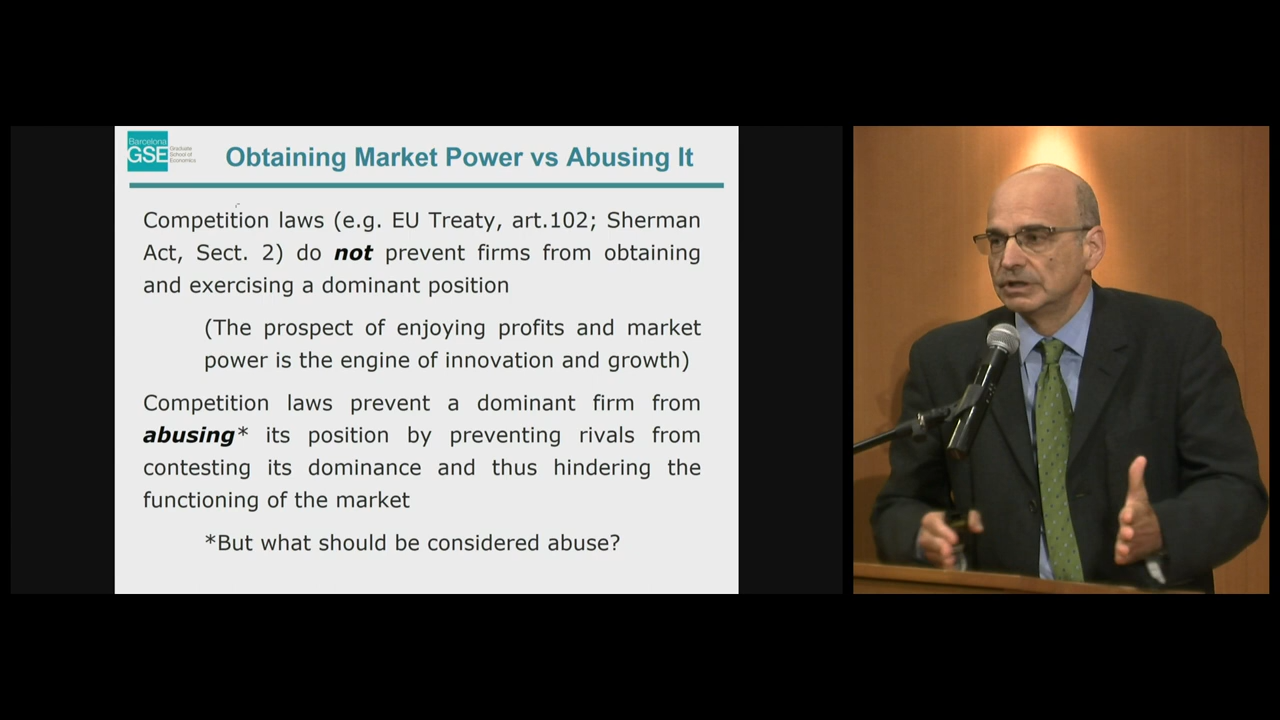 Barcelona
GSE
Graduate
School of
Economics
Obtaining Market Power vs Abusing It
Competition laws (e.g. EU Treaty, art.102; Sherman
Act, Sect. 2) do not prevent firms from obtaining
and exercising a dominant position
(The prospect of enjoying profits and market
power is the engine of innovation and growth)
Competition laws prevent a dominant firm from
abusing* its position by preventing rivals from
contesting its dominance and thus hindering the
functioning of the market
*But what should be considered abuse?